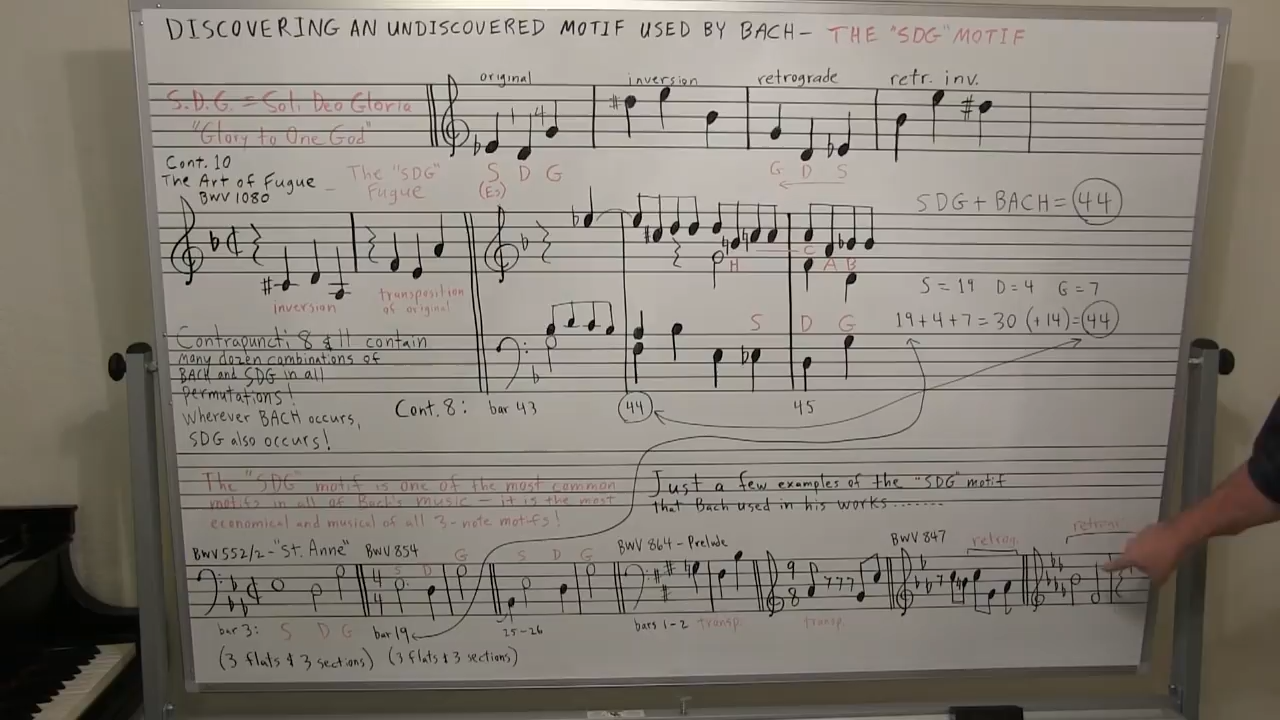 DISCOVERING AN UNDISCOVERED MOTIF USED BY BACH— THE "SDG" MOTIF
original inversion retrograde retr. inv.
S.D.G. = Soli Deo Gloria
"Glory to One God"
1 4
S D G
(Es)
G D S
Cont. 10
The Art of Fugue —
BWV 1080
The "SDG"
Fugue
SDG + BACH = 44
H C A B
inversion
transposition
of original
S = 19 D = 4 G = 7
19 + 4 + 7 = 30 (+14) = 44
S D G
Contrapuncti 8 & 11 contain
many dozen combinations of
BACH and SDG in all
permutations!
Wherever BACH occurs,
SDG also occurs!
Cont. 8: bar 43 44 45
The "SDG" motif is one of the most common
motifs in all of Bach's music — it is the most
economical and musical of all 3-note motifs!
Just a few examples of the "SDG" motif
that Bach used in his works.......
BWV 552/2 - "St. Anne" BWV 854 BWV 864 - Prelude BWV 847
S D G S D G
retrog.
4
4
9
8
bar 3: S D G bar 19 25-26 bars 1-2 transp. transp.
(3 flats & 3 sections) (3 flats & 3 sections)